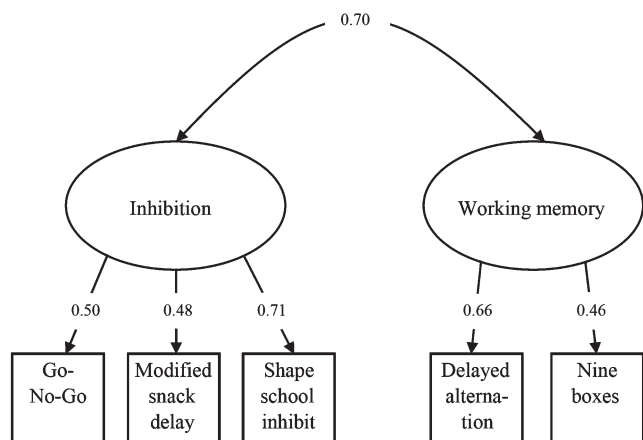 0.70
Inhibition
Working memory
0.50
0.48
0.71
0.66
0.46
Go-
No-Go
Modified
snack
delay
Shape
school
inhibit
Delayed
alterna-
tion
Nine
boxes